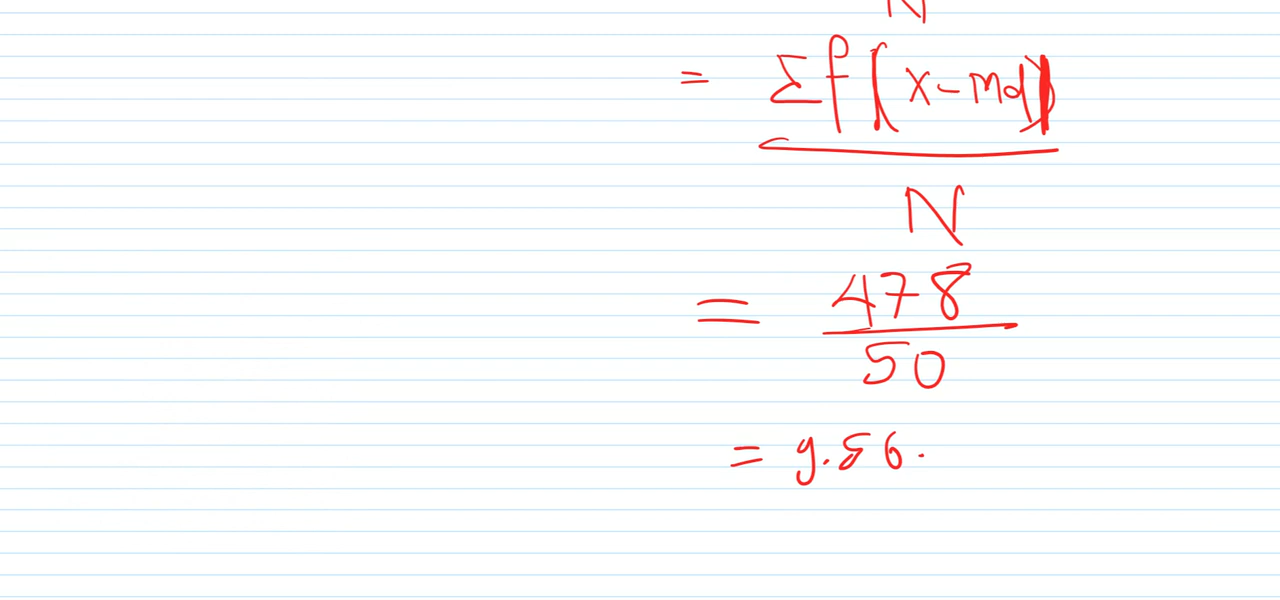 N
= Σf|x-md|
N
= 478
50
= 9.56.